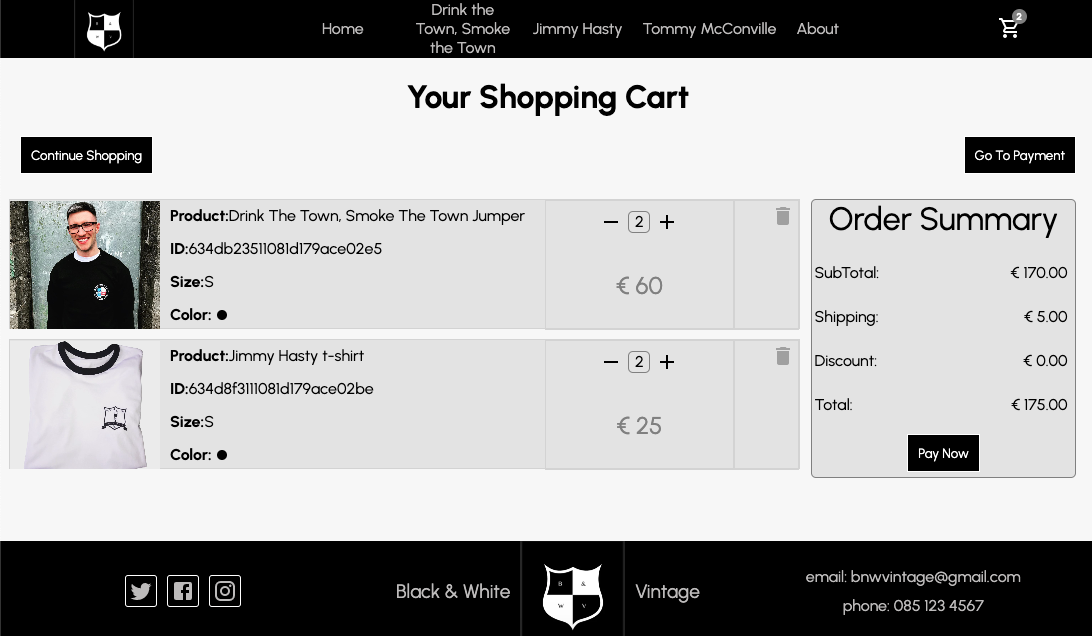 B &
W V
Home
Drink the
Town, Smoke
the Town
Jimmy Hasty
Tommy McConville
About
2
Your Shopping Cart
Continue Shopping
Go To Payment
Product:Drink The Town, Smoke The Town Jumper
ID:634db23511081d179ace02e5
Size:S
Color:
2
€ 60
Product:Jimmy Hasty t-shirt
ID:634d8f3111081d179ace02be
Size:S
Color:
2
€ 25
Order Summary
SubTotal: € 170.00
Shipping: € 5.00
Discount: € 0.00
Total: € 175.00
Pay Now
Black & White
B &
W V
Vintage
email: bnwvintage@gmail.com
phone: 085 123 4567